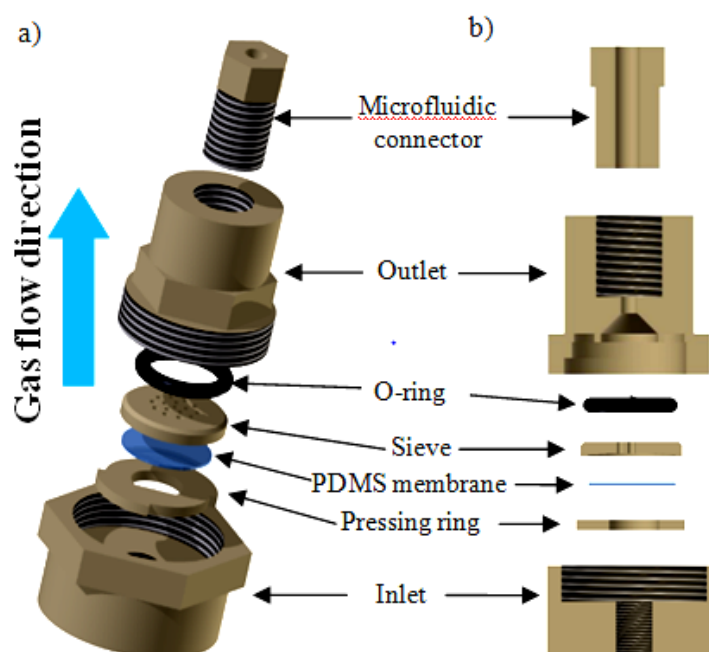 a)
b)
Microfluidic
connector
Gas flow direction
Outlet
O-ring
Sieve
PDMS membrane
Pressing ring
Inlet